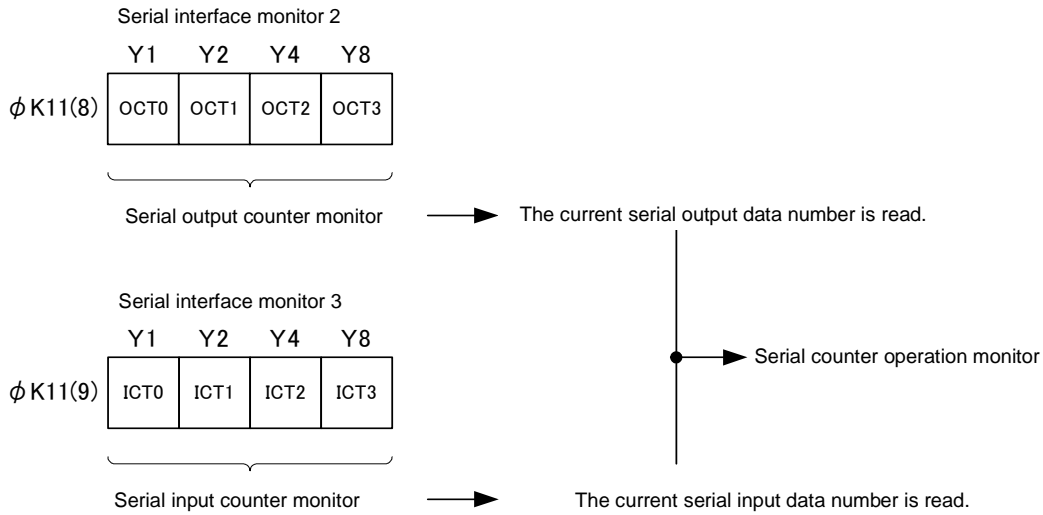 Serial interface monitor 2
Y1 Y2 Y4 Y8
φK11(8) OCT0 OCT1 OCT2 OCT3
Serial output counter monitor The current serial output data number is read.
Serial interface monitor 3
Y1 Y2 Y4 Y8
Serial counter operation monitor
φK11(9) ICT0 ICT1 ICT2 ICT3
Serial input counter monitor The current serial input data number is read.